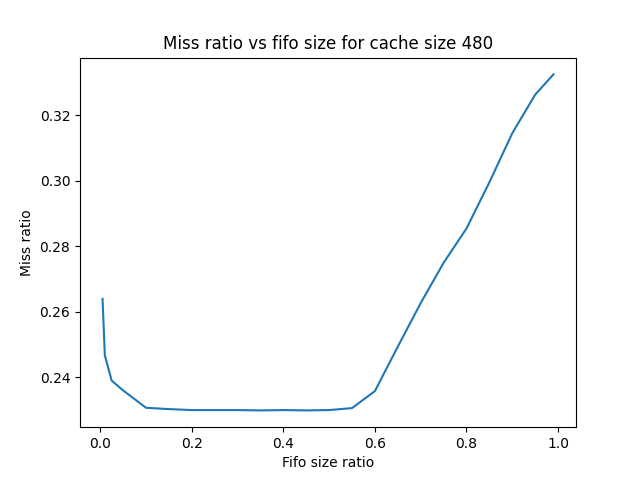 Miss ratio vs fifo size for cache size 480
0.32
0.30
0.28
0.26
0.24
Miss ratio
0.0 0.2 0.4 0.6 0.8 1.0
Fifo size ratio